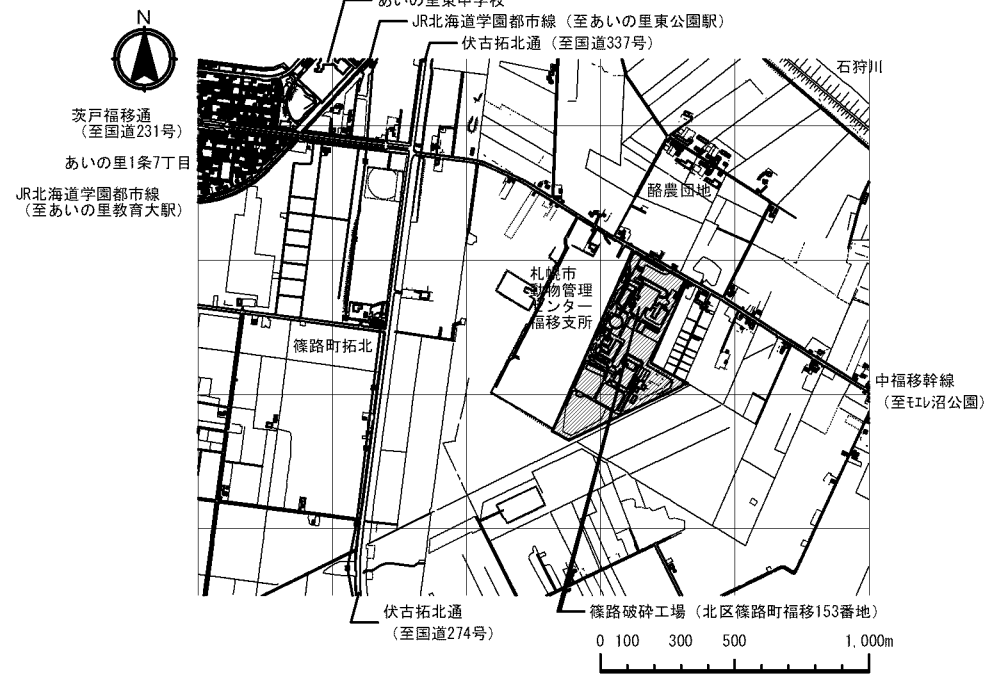 あいの里東中学校
JR北海道学園都市線（至あいの里東公園駅）
伏古拓北通（至国道337号）
N
石狩川
茨戸福移通
（至国道231号）
あいの里1条7丁目
JR北海道学園都市線
（至あいの里教育大駅）
酪農団地
札幌市
動物管理
センター
福移支所
篠路町拓北
中福移幹線
（至ﾓｴﾚ沼公園）
伏古拓北通
（至国道274号）
篠路破砕工場（北区篠路町福移153番地）
0 100 300 500 1,000m